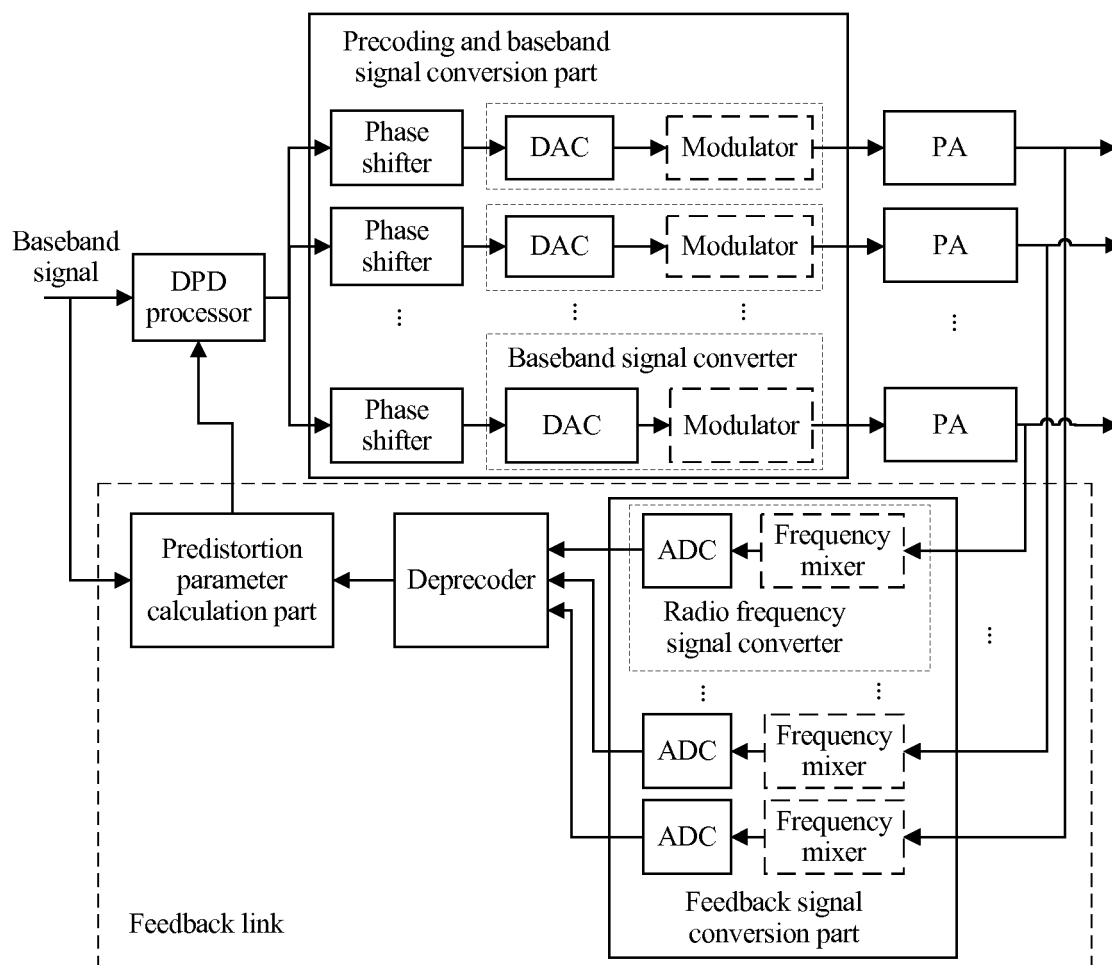 Precoding and baseband
signal conversion part
Phase
shifter
DAC
Modulator
PA
Baseband
signal
DPD
processor
Phase
shifter
DAC
Modulator
PA
...
...
...
...
Baseband signal converter
Phase
shifter
DAC
Modulator
PA
Predistortion
parameter
calculation part
Deprecoder
ADC
Frequency
mixer
Radio frequency
signal converter
...
...
...
ADC
Frequency
mixer
ADC
Frequency
mixer
Feedback link
Feedback signal
conversion part